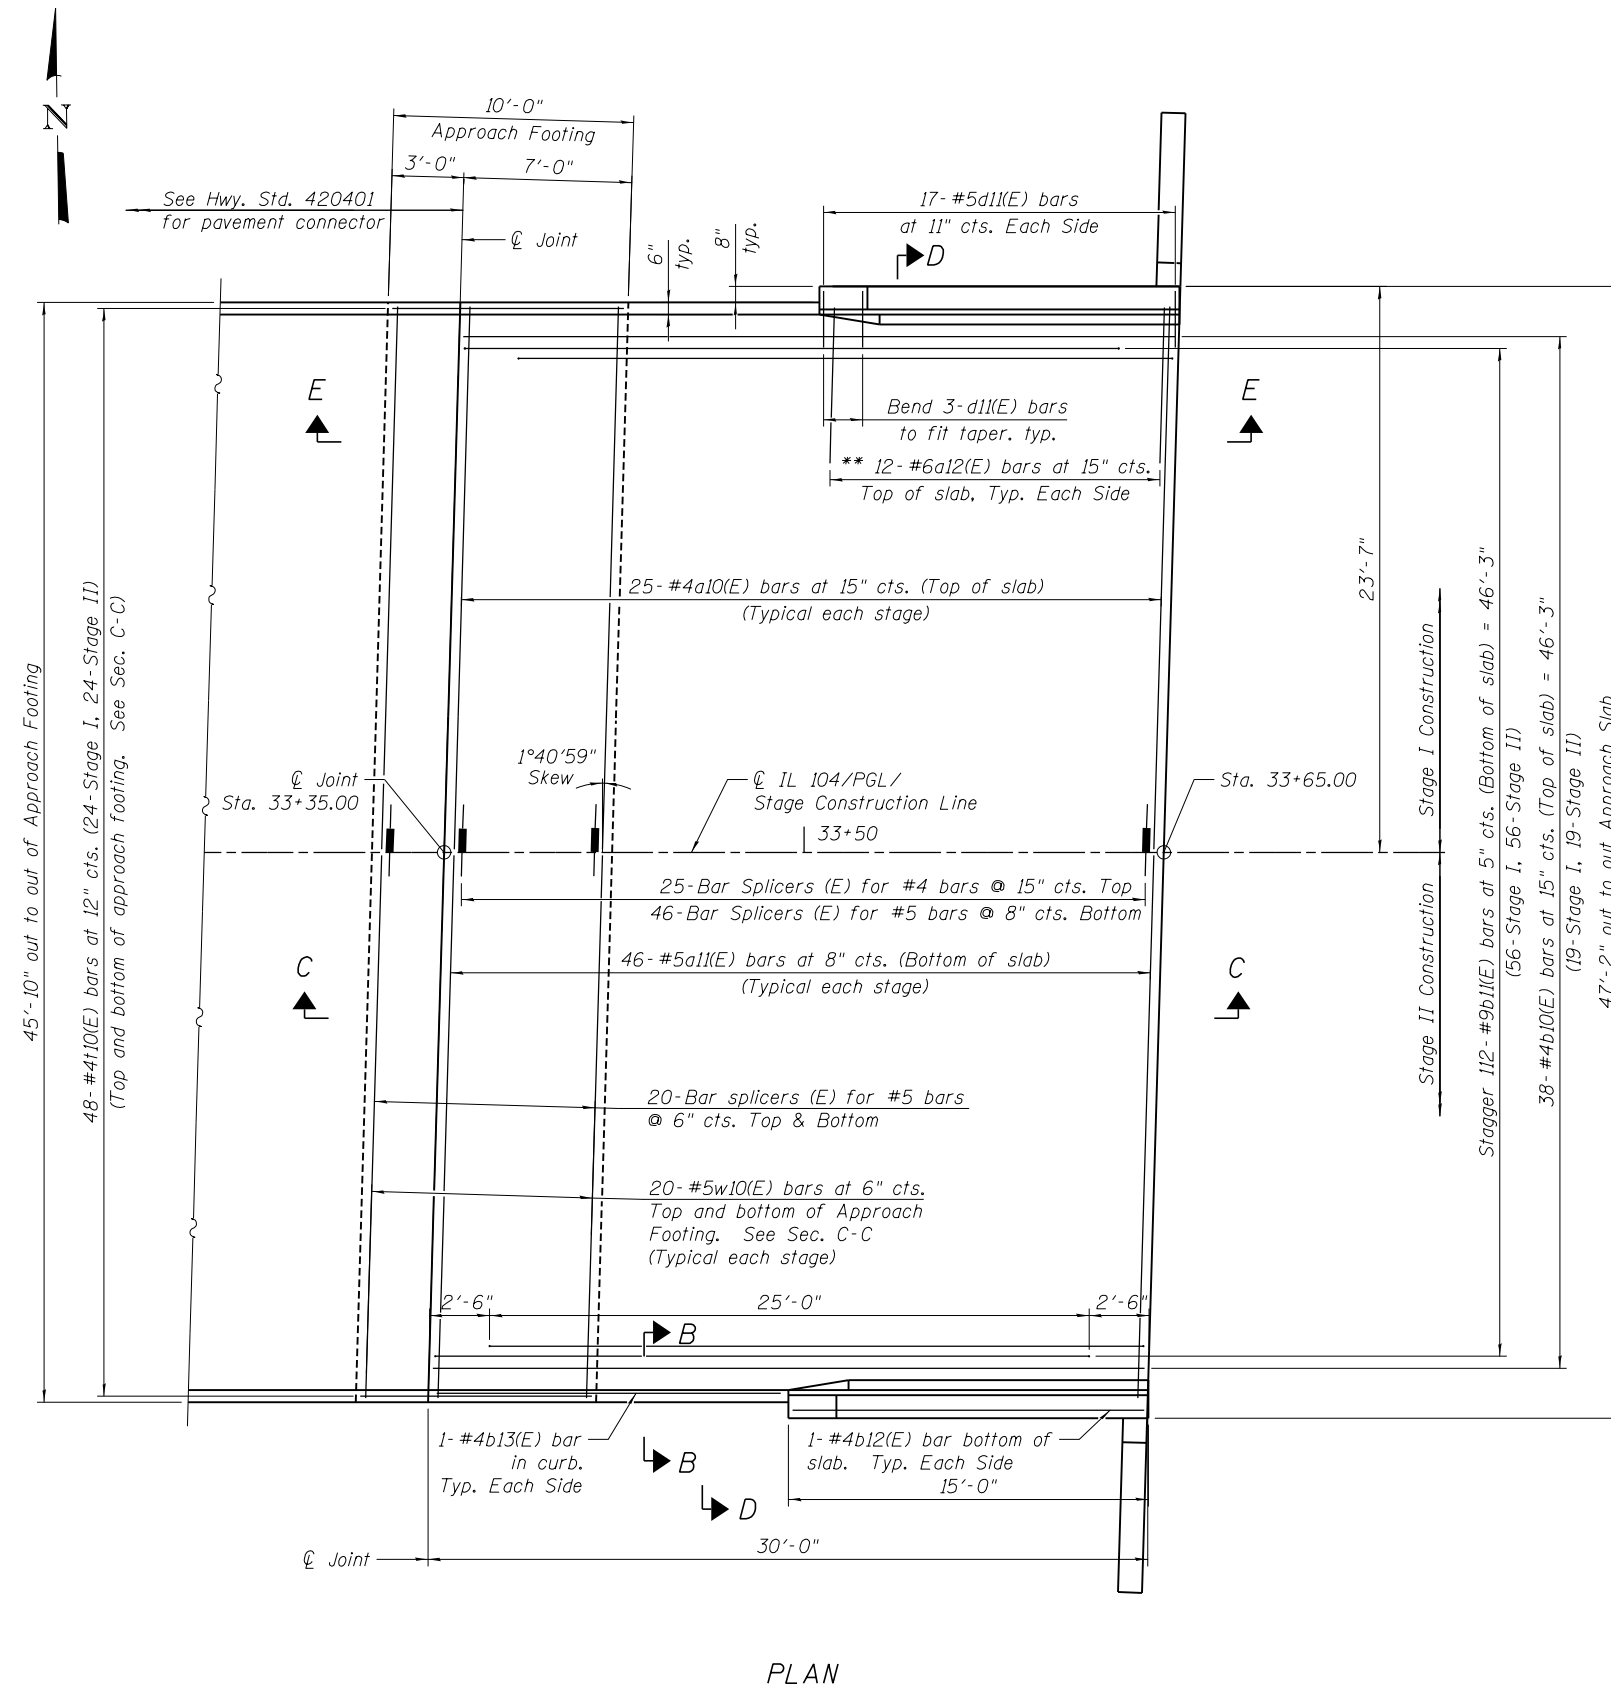 N
10'-0"
Approach Footing
3'-0"
7'-0"
See Hwy. Std. 420401
for pavement connector
℄ Joint
6"
typ.
8"
typ.
17-#5d11(E) bars
at 11" cts. Each Side
D
E
E
Bend 3-d11(E) bars
to fit taper. typ.
** 12-#6a12(E) bars at 15" cts.
Top of slab, Typ. Each Side
25-#4a10(E) bars at 15" cts. (Top of slab)
(Typical each stage)
23'-7"
45'-10" out to out of Approach Footing
48-#4t10(E) bars at 12" cts. (24-Stage I, 24-Stage II)
(Top and bottom of approach footing. See Sec. C-C)
1°40'59"
Skew
℄ Joint
Sta. 33+35.00
℄ IL 104/PGL/
Stage Construction Line
33+50
Sta. 33+65.00
Stage I Construction
Stage II Construction
Stagger 112-#9b11(E) bars at 5" cts. (Bottom of slab) = 46'-3"
(56-Stage I, 56-Stage II)
38-#4b10(E) bars at 15" cts. (Top of slab) = 46'-3"
(19-Stage I, 19-Stage II)
47'-2" out to out Approach Slab
25-Bar Splicers (E) for #4 bars @ 15" cts. Top
46-Bar Splicers (E) for #5 bars @ 8" cts. Bottom
46-#5a11(E) bars at 8" cts. (Bottom of slab)
(Typical each stage)
C
C
20-Bar splicers (E) for #5 bars
@ 6" cts. Top & Bottom
20-#5w10(E) bars at 6" cts.
Top and bottom of Approach
Footing. See Sec. C-C
(Typical each stage)
2'-6"
25'-0"
2'-6"
B
1-#4b13(E) bar
in curb.
Typ. Each Side
B
D
1-#4b12(E) bar bottom of
slab. Typ. Each Side
15'-0"
30'-0"
℄ Joint
PLAN